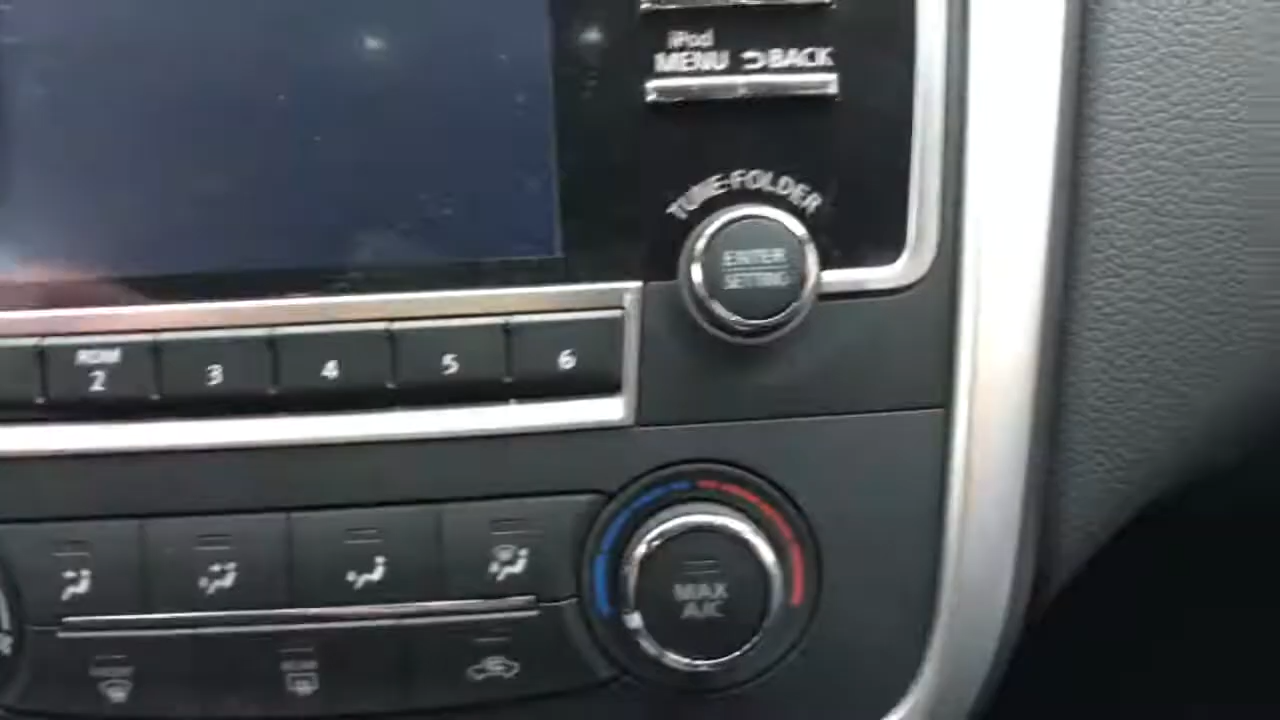 iPod
MENU BACK
TUNE·FOLDER
ENTER
SETTING
RDM
2 3 4 5 6
MAX
A/C